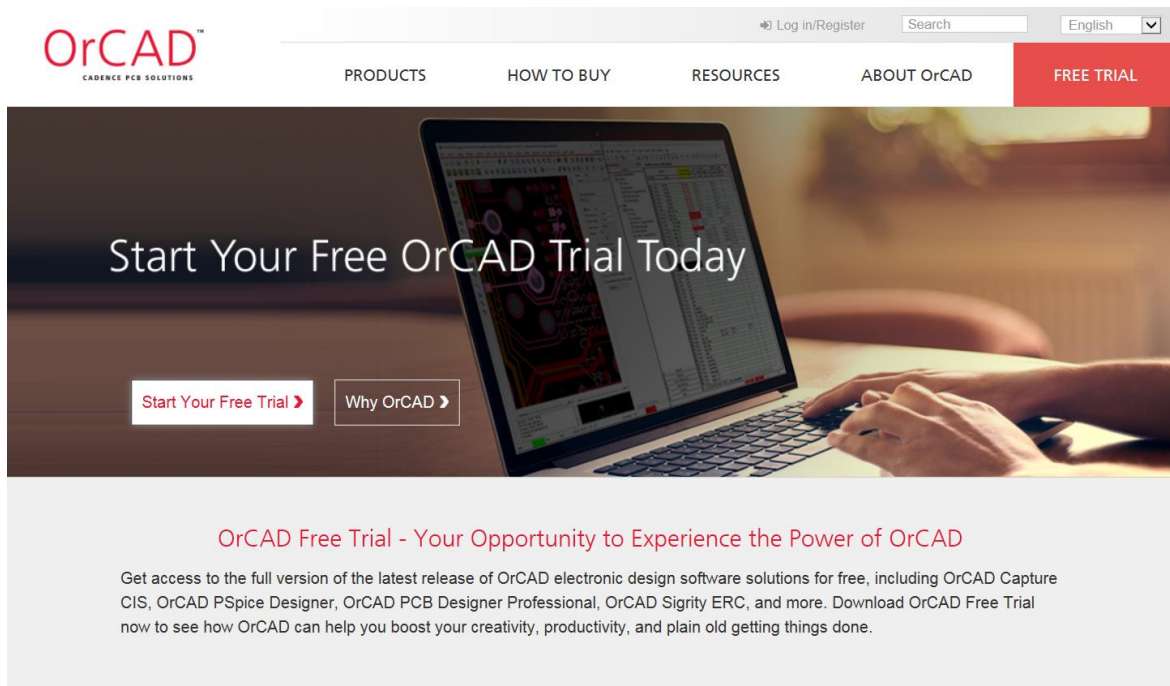 OrCAD™
CADENCE PCB SOLUTIONS
Log in/Register
Search
English
PRODUCTS
HOW TO BUY
RESOURCES
ABOUT OrCAD
FREE TRIAL
Start Your Free OrCAD Trial Today
Start Your Free Trial ❯
Why OrCAD ❯
OrCAD Free Trial - Your Opportunity to Experience the Power of OrCAD
Get access to the full version of the latest release of OrCAD electronic design software solutions for free, including OrCAD Capture
CIS, OrCAD PSpice Designer, OrCAD PCB Designer Professional, OrCAD Sigrity ERC, and more. Download OrCAD Free Trial
now to see how OrCAD can help you boost your creativity, productivity, and plain old getting things done.